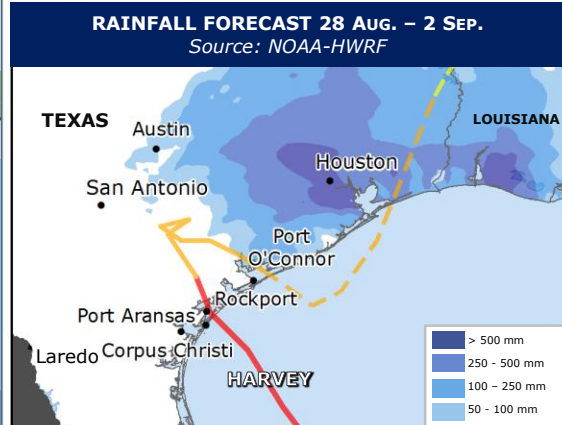 RAINFALL FORECAST 28 AUG. – 2 SEP.
Source: NOAA-HWRF
TEXAS
LOUISIANA
Austin
Houston
San Antonio
Port
O'Connor
Rockport
Port Aransas
Laredo
Corpus Christi
HARVEY
> 500 mm
250 - 500 mm
100 – 250 mm
50 - 100 mm